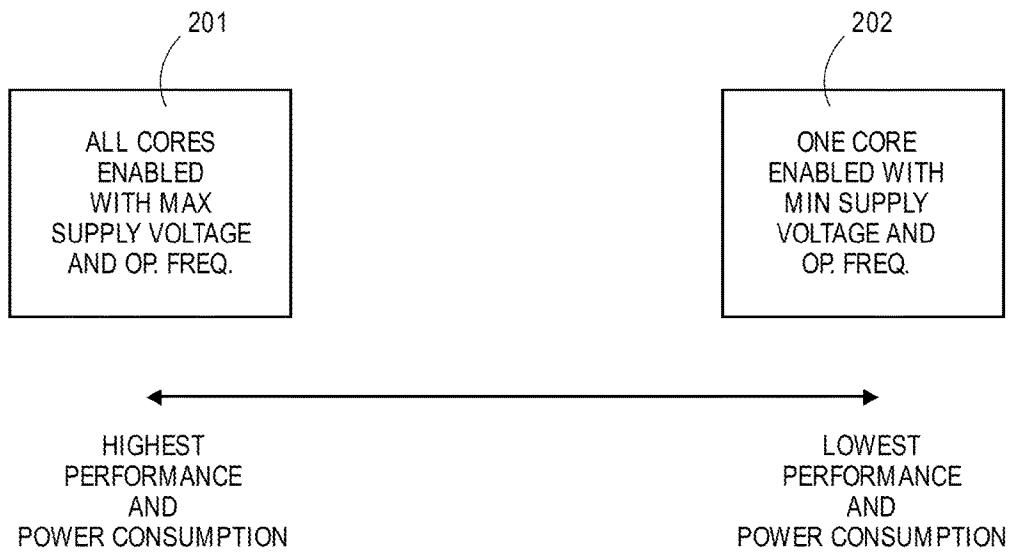 201
ALL CORES
ENABLED
WITH MAX
SUPPLY VOLTAGE
AND OP. FREQ.
202
ONE CORE
ENABLED WITH
MIN SUPPLY
VOLTAGE AND
OP. FREQ.
HIGHEST
PERFORMANCE
AND
POWER CONSUMPTION
LOWEST
PERFORMANCE
AND
POWER CONSUMPTION